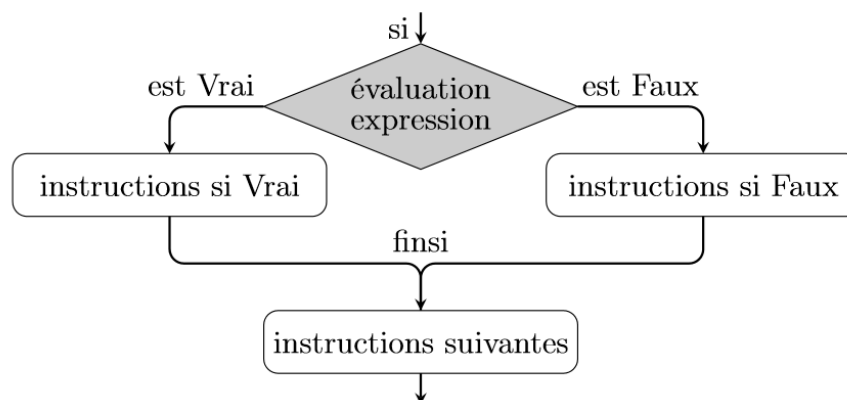 si
est Vrai
évaluation
expression
est Faux
instructions si Vrai
instructions si Faux
finsi
instructions suivantes